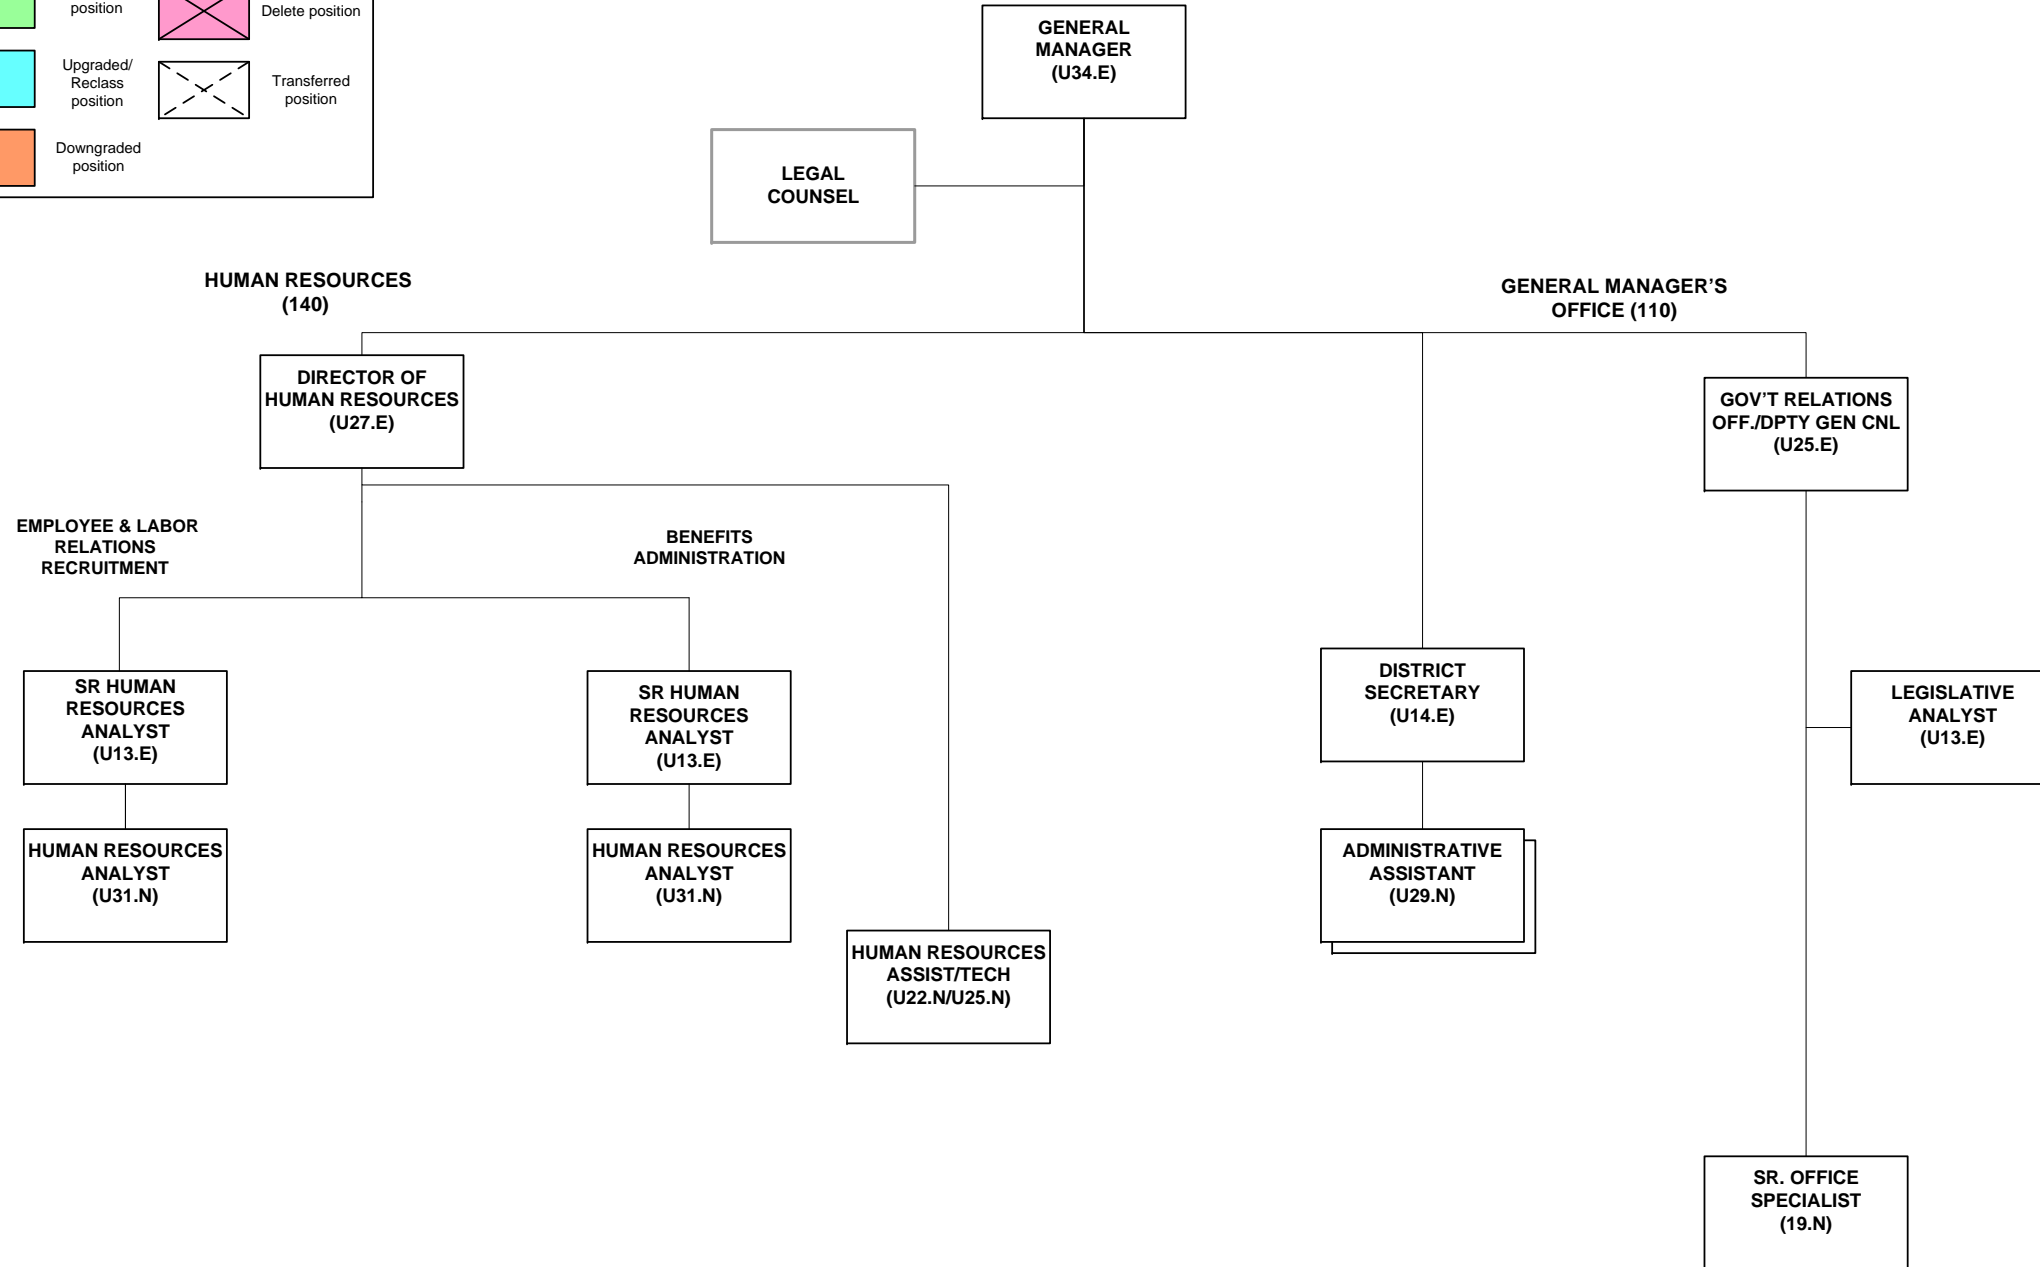 position
Delete position
Upgraded/
Reclass
position
Transferred
position
Downgraded
position
GENERAL
MANAGER
(U34.E)
LEGAL
COUNSEL
HUMAN RESOURCES
(140)
GENERAL MANAGER’S
OFFICE (110)
DIRECTOR OF
HUMAN RESOURCES
(U27.E)
GOV’T RELATIONS
OFF./DPTY GEN CNL
(U25.E)
EMPLOYEE & LABOR
RELATIONS
RECRUITMENT
BENEFITS
ADMINISTRATION
SR HUMAN
RESOURCES
ANALYST
(U13.E)
SR HUMAN
RESOURCES
ANALYST
(U13.E)
DISTRICT
SECRETARY
(U14.E)
LEGISLATIVE
ANALYST
(U13.E)
HUMAN RESOURCES
ANALYST
(U31.N)
HUMAN RESOURCES
ANALYST
(U31.N)
ADMINISTRATIVE
ASSISTANT
(U29.N)
HUMAN RESOURCES
ASSIST/TECH
(U22.N/U25.N)
SR. OFFICE
SPECIALIST
(19.N)